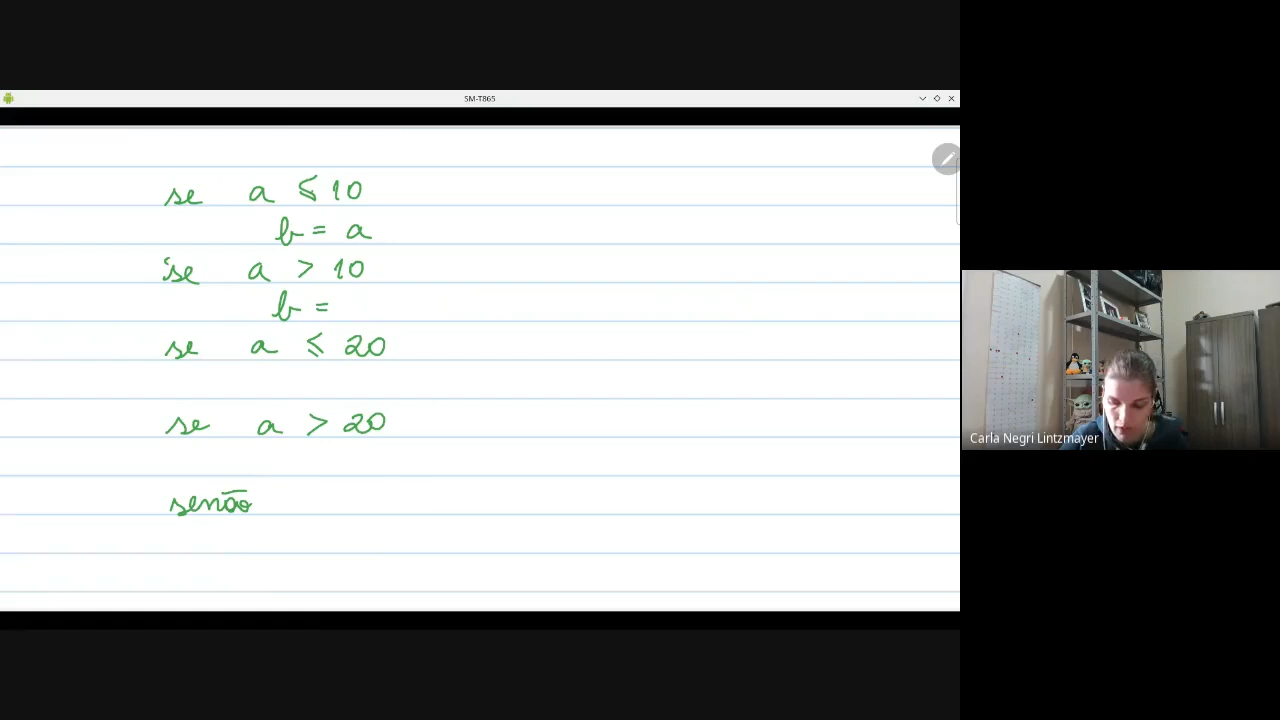 SM-T865
se a ⩽ 10
b = a
se a > 10
b =
se a ⩽ 20
se a > 20
senão
Carla Negri Lintzmayer